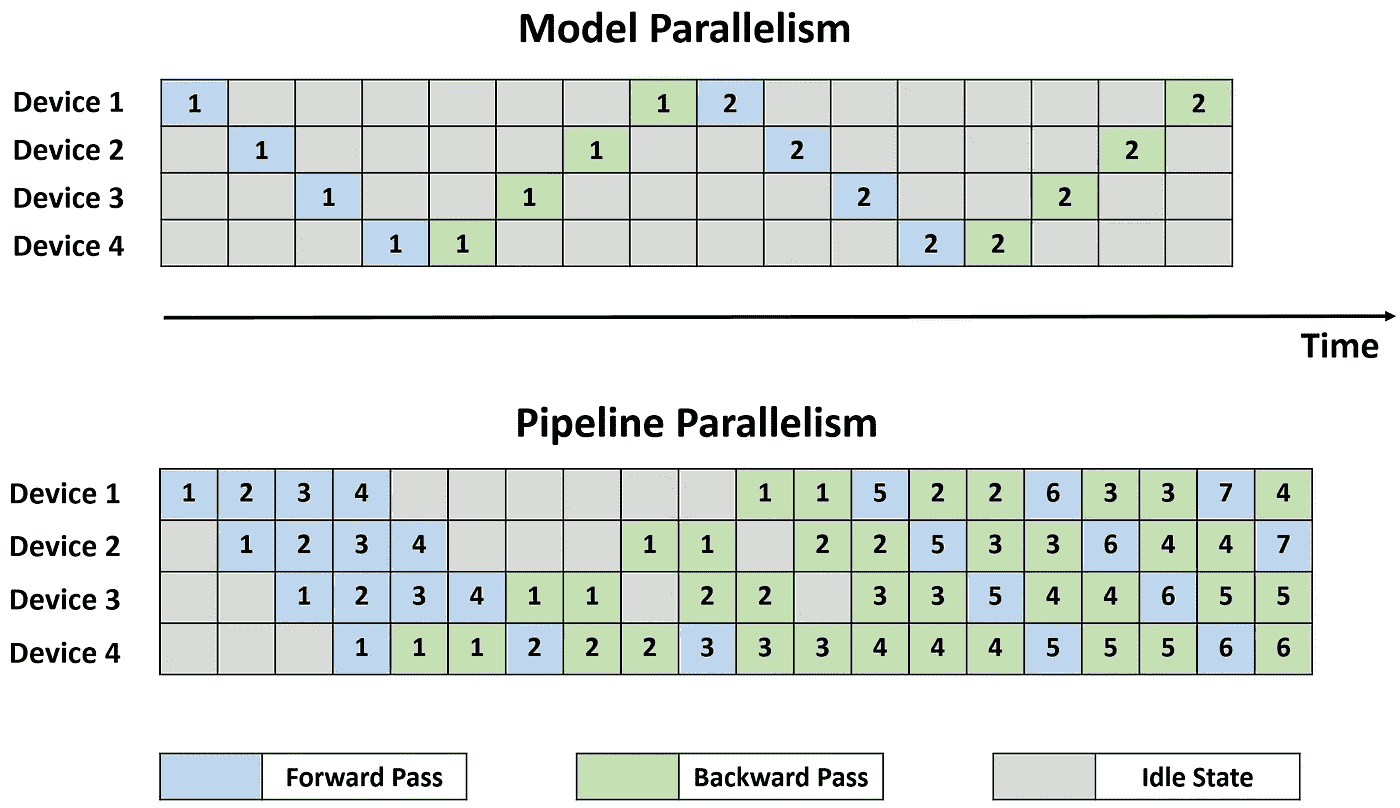 Model Parallelism
Device 1 1 1 2 2
Device 2 1 1 2 2
Device 3 1 1 2 2
Device 4 1 1 2 2
Time
Pipeline Parallelism
Device 1 1 2 3 4 1 1 5 2 2 6 3 3 7 4
Device 2 1 2 3 4 1 1 2 2 5 3 3 6 4 4 7
Device 3 1 2 3 4 1 1 2 2 3 3 5 4 4 6 5 5
Device 4 1 1 1 2 2 2 3 3 3 4 4 4 5 5 5 6 6
Forward Pass Backward Pass Idle State